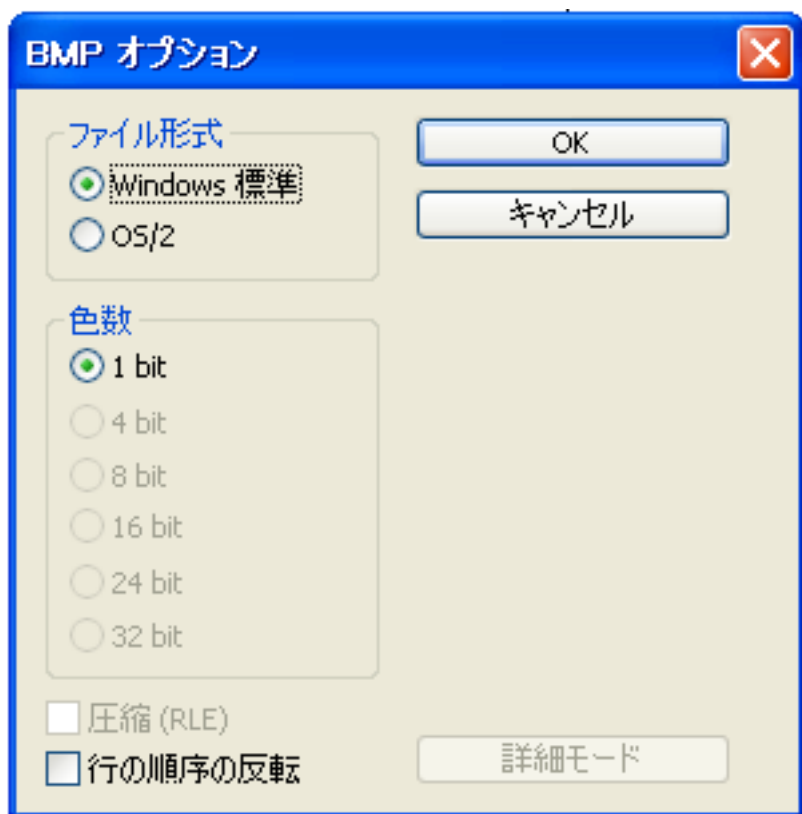 BMP オプション
ファイル形式
Windows 標準
OS/2
OK
キャンセル
色数
1 bit
4 bit
8 bit
16 bit
24 bit
32 bit
圧縮 (RLE)
行の順序の反転
詳細モード